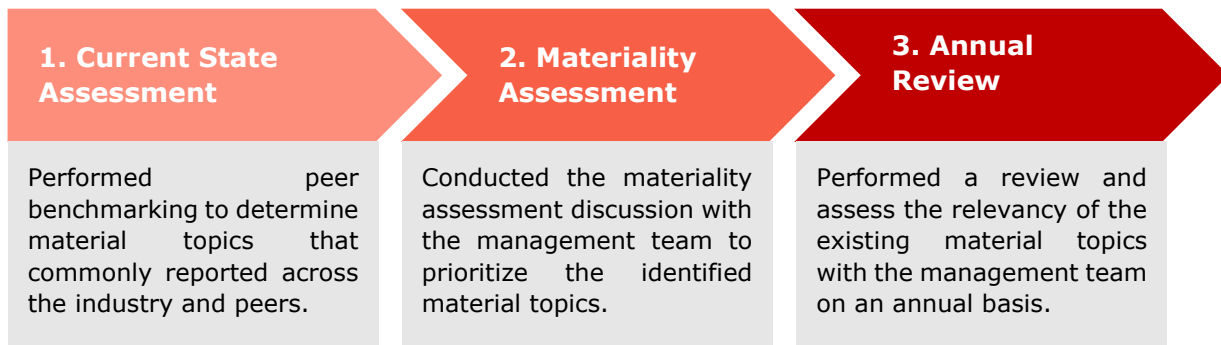 1. Current State
Assessment
Performed peer
benchmarking to determine
material topics that
commonly reported across
the industry and peers.
2. Materiality
Assessment
Conducted the materiality
assessment discussion with
the management team to
prioritize the identified
material topics.
3. Annual
Review
Performed a review and
assess the relevancy of the
existing material topics
with the management team
on an annual basis.